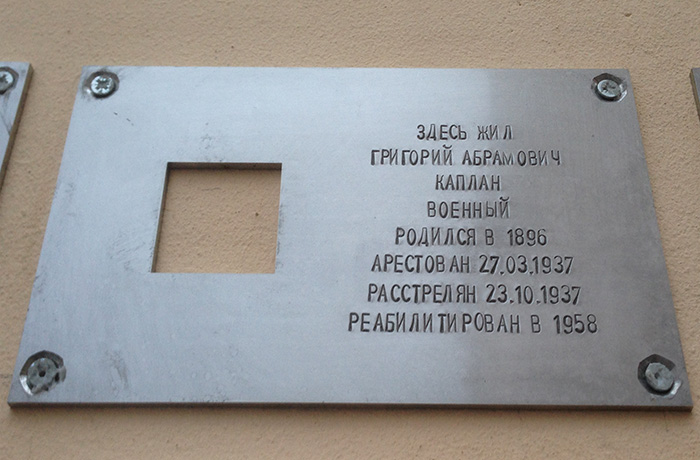 ЗДЕСЬ ЖИЛ
ГРИГОРИЙ АБРАМОВИЧ
КАПЛАН
ВОЕННЫЙ
РОДИЛСЯ В 1896
АРЕСТОВАН 27.03.1937
РАССТРЕЛЯН 23.10.1937
РЕАБИЛИТИРОВАН В 1958